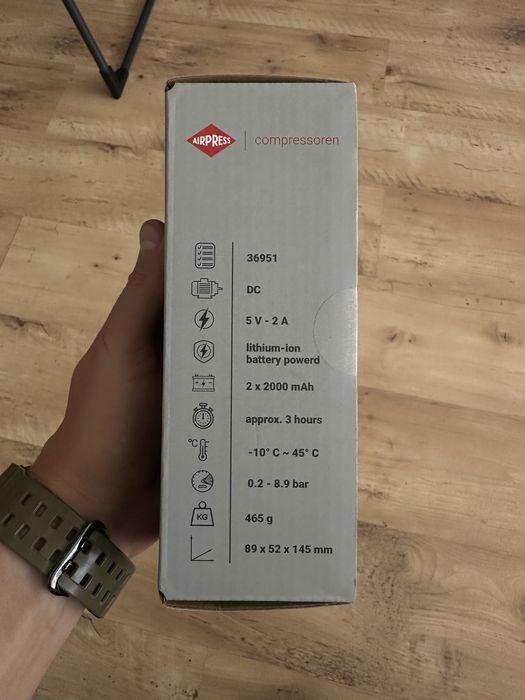 AIRPRESS compressoren
36951
DC
5 V - 2 A
lithium-ion
battery powerd
2 x 2000 mAh
approx. 3 hours
°C
-10° C ~ 45° C
0.2 - 8.9 bar
KG
465 g
89 x 52 x 145 mm